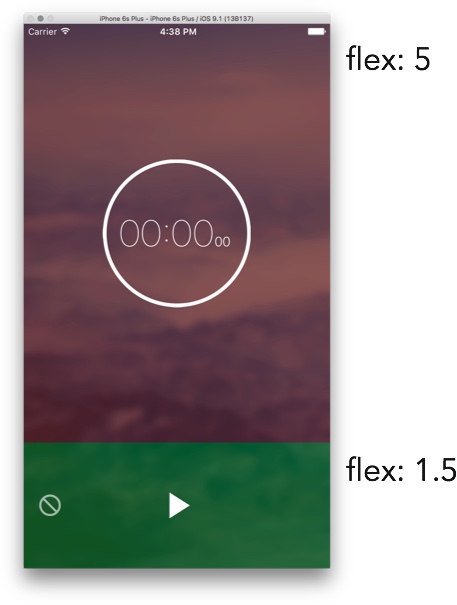 iPhone 6s Plus - iPhone 6s Plus / iOS 9.1 (13B137)
Carrier 4:38 PM
flex: 5
00:00 00
flex: 1.5